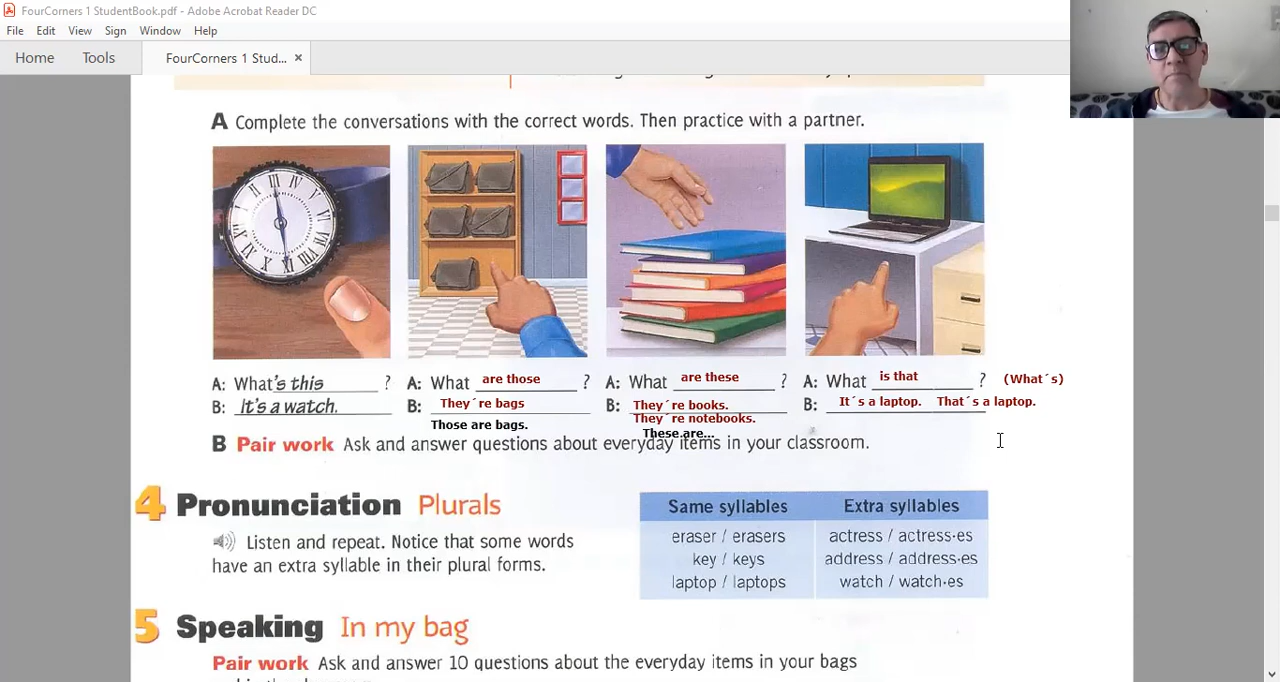 FourCorners 1 StudentBook.pdf - Adobe Acrobat Reader DC
File Edit View Sign Window Help
Home Tools FourCorners 1 Stud... ×
A Complete the conversations with the correct words. Then practice with a partner.
A: What's this ?
B: It's a watch.
A: What are those ?
B: They´re bags
Those are bags.
A: What are these ?
B: They´re books.
They´re notebooks.
These are...
A: What is that ? (What´s)
B: It´s a laptop. That´s a laptop.
B Pair work Ask and answer questions about everyday items in your classroom.
4 Pronunciation Plurals
Listen and repeat. Notice that some words
have an extra syllable in their plural forms.
Same syllables Extra syllables
eraser / erasers actress / actress·es
key / keys address / address·es
laptop / laptops watch / watch·es
5 Speaking In my bag
Pair work Ask and answer 10 questions about the everyday items in your bags